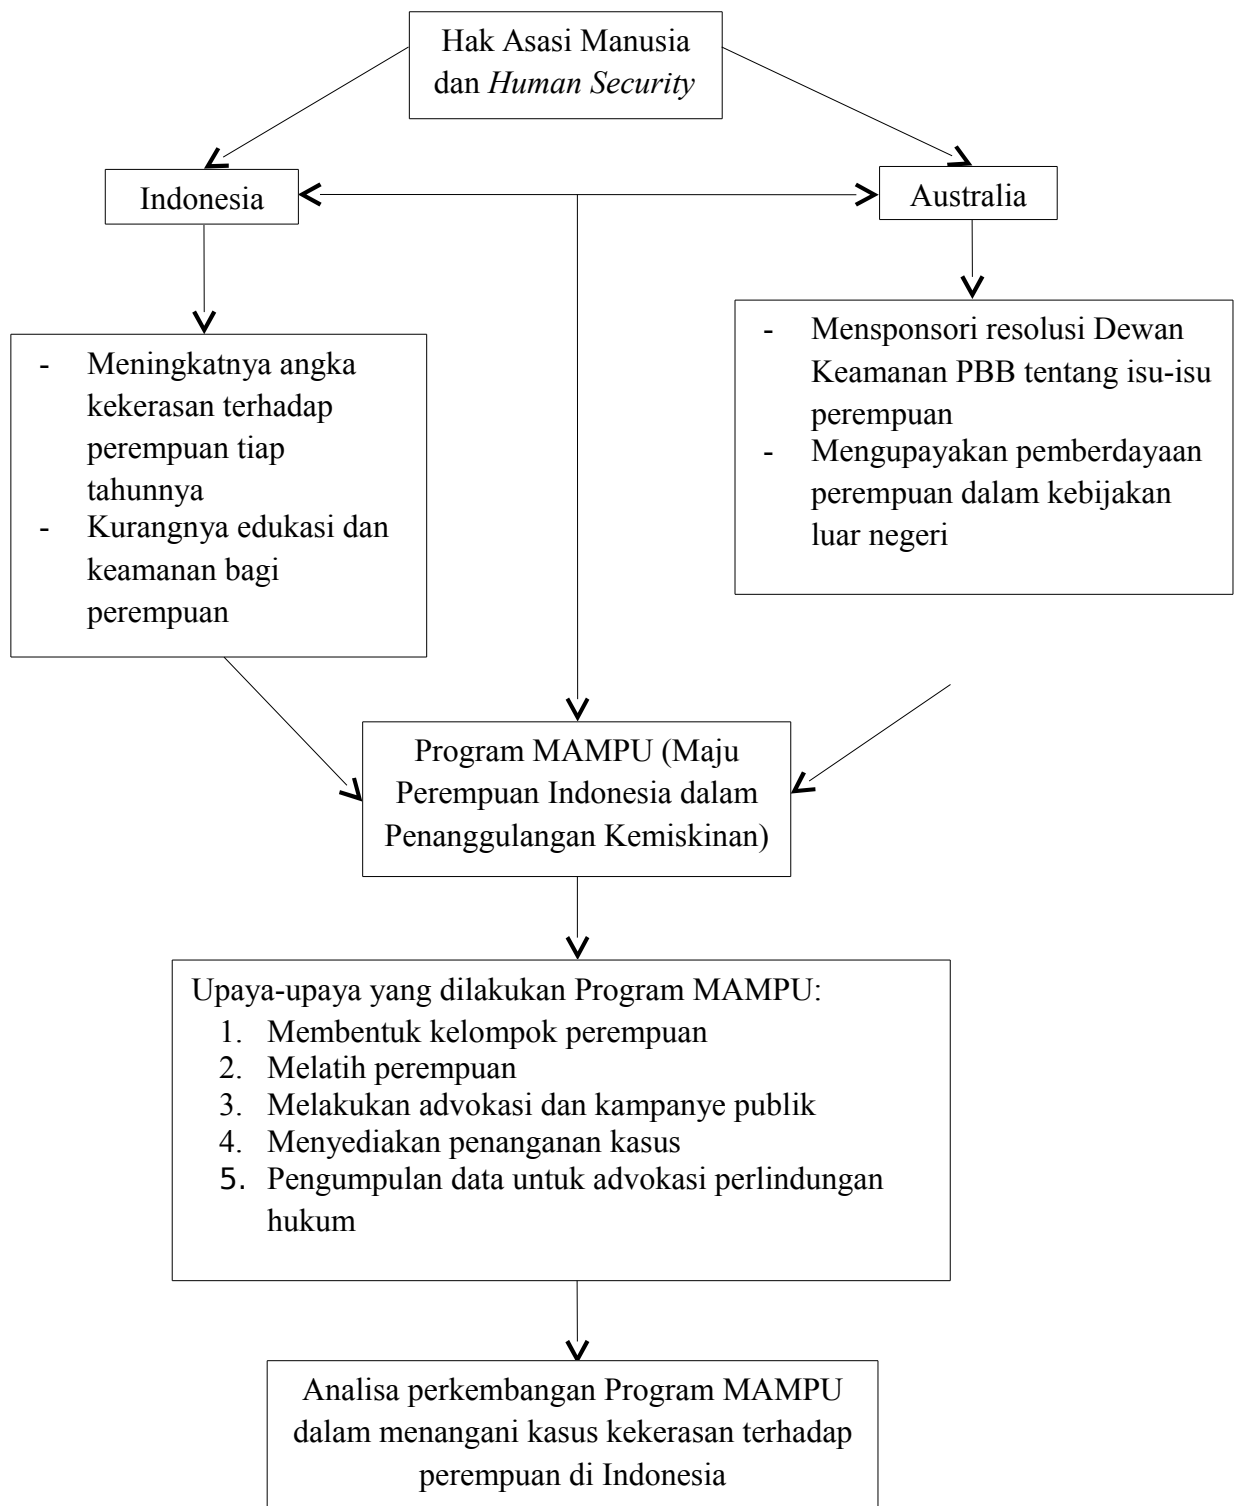 Hak Asasi Manusia
dan Human Security
Indonesia
Australia
- Meningkatnya angka
kekerasan terhadap
perempuan tiap
tahunnya
- Kurangnya edukasi dan
keamanan bagi
perempuan
- Mensponsori resolusi Dewan
Keamanan PBB tentang isu-isu
perempuan
- Mengupayakan pemberdayaan
perempuan dalam kebijakan
luar negeri
Program MAMPU (Maju
Perempuan Indonesia dalam
Penanggulangan Kemiskinan)
Upaya-upaya yang dilakukan Program MAMPU:
1. Membentuk kelompok perempuan
2. Melatih perempuan
3. Melakukan advokasi dan kampanye publik
4. Menyediakan penanganan kasus
5. Pengumpulan data untuk advokasi perlindungan
hukum
Analisa perkembangan Program MAMPU
dalam menangani kasus kekerasan terhadap
perempuan di Indonesia